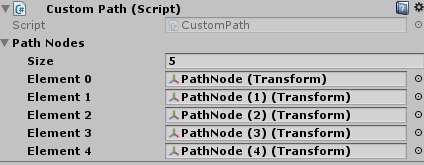 Custom Path (Script)
Script CustomPath
Path Nodes
Size 5
Element 0 PathNode (Transform)
Element 1 PathNode (1) (Transform)
Element 2 PathNode (2) (Transform)
Element 3 PathNode (3) (Transform)
Element 4 PathNode (4) (Transform)